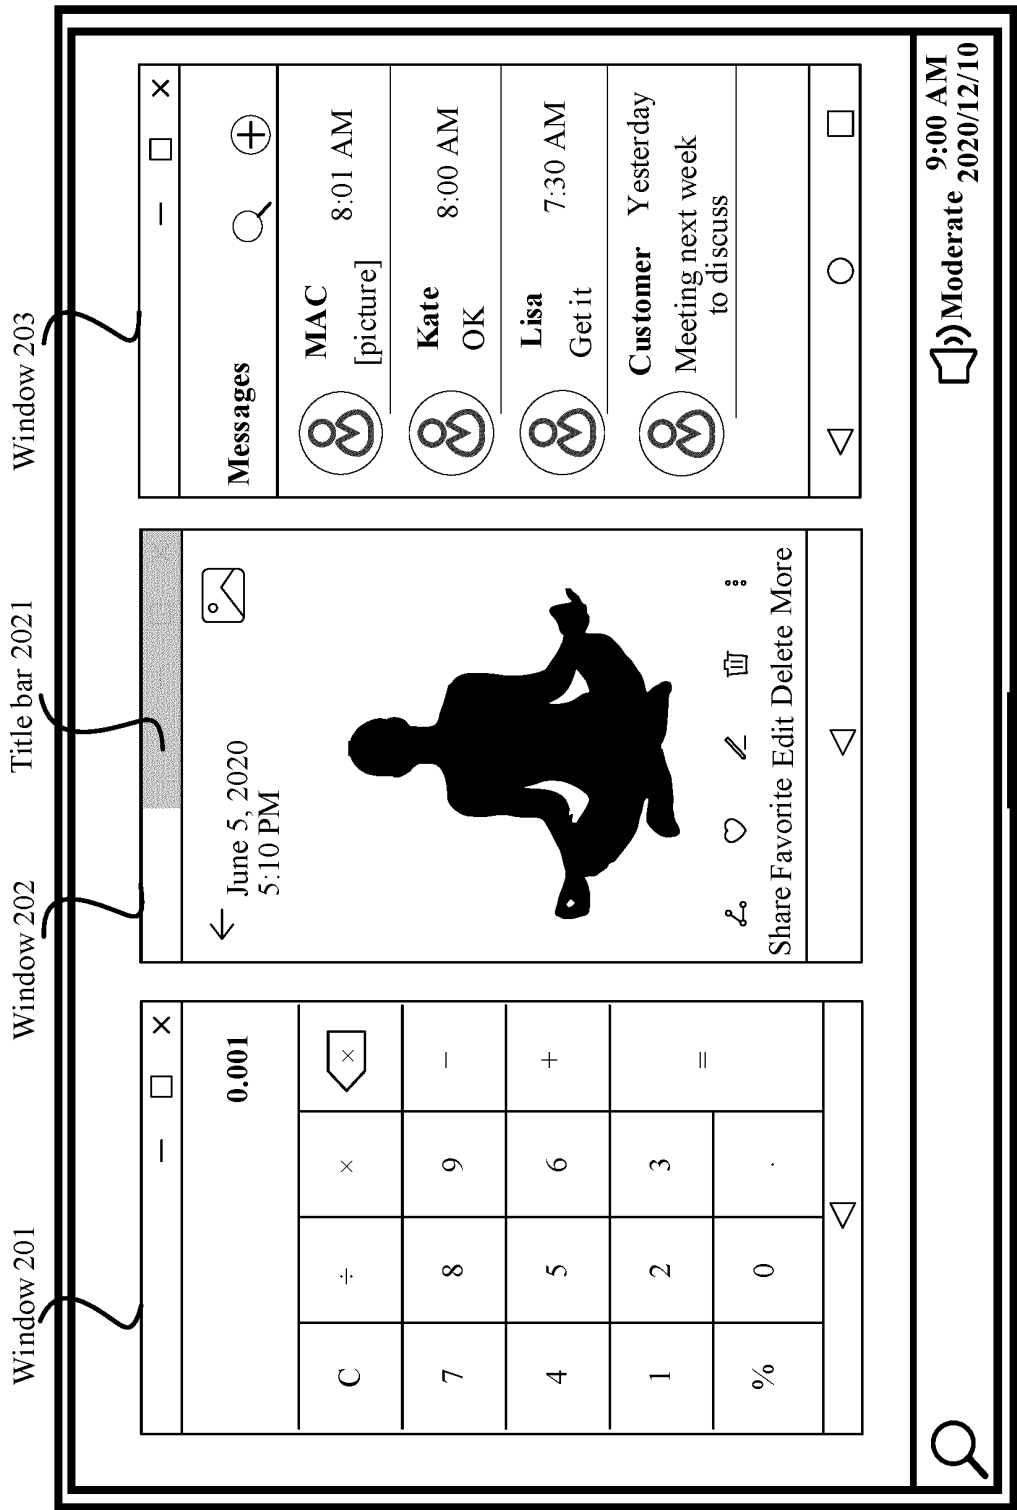 Window 201
Window 202
Title bar 2021
Window 203
0.001
C ÷ ×
×
7 8 9 −
4 5 6 +
1 2 3 =
% 0 .
June 5, 2020
5:10 PM
Share Favorite Edit Delete More
Messages
MAC 8:01 AM
[picture]
Kate 8:00 AM
OK
Lisa 7:30 AM
Get it
Customer Yesterday
Meeting next week
to discuss
Moderate
9:00 AM
2020/12/10